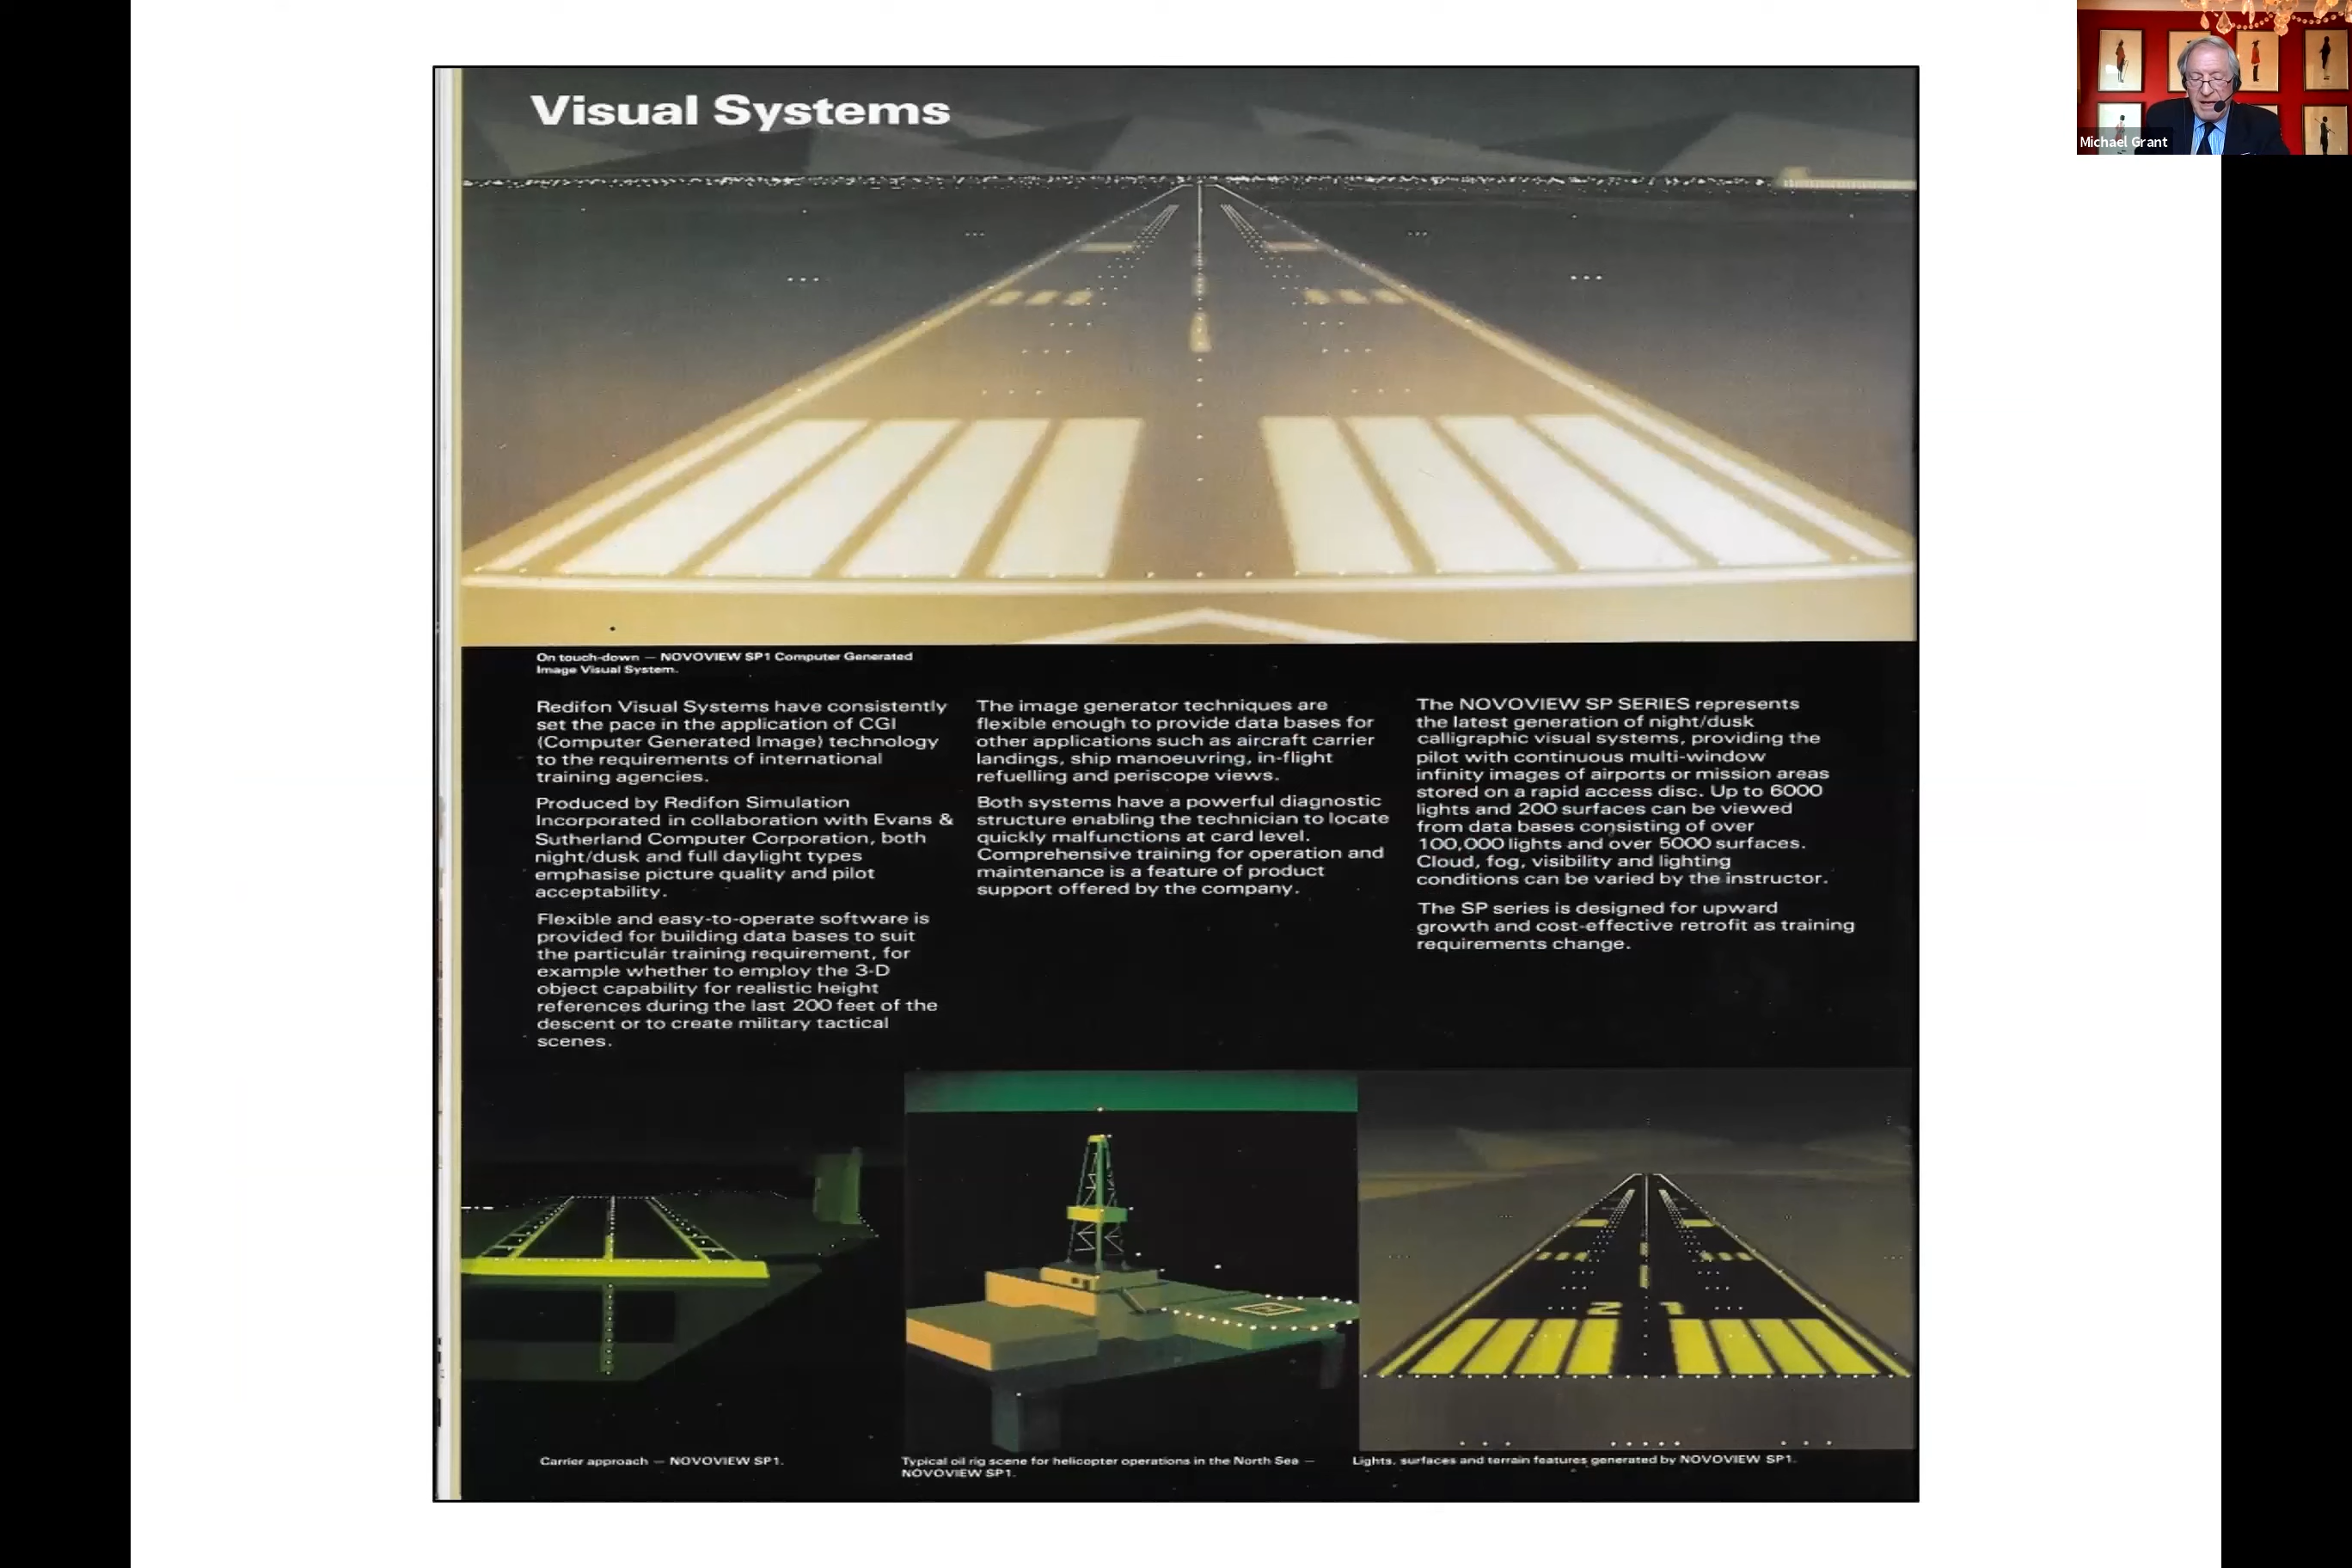 Michael Grant
Visual Systems
On touch-down — NOVOVIEW SP1 Computer Generated
Image Visual System.
Redifon Visual Systems have consistently
set the pace in the application of CGI
(Computer Generated Image) technology
to the requirements of international
training agencies.
Produced by Redifon Simulation
Incorporated in collaboration with Evans &
Sutherland Computer Corporation, both
night/dusk and full daylight types
emphasise picture quality and pilot
acceptability.
Flexible and easy-to-operate software is
provided for building data bases to suit
the particular training requirement, for
example whether to employ the 3-D
object capability for realistic height
references during the last 200 feet of the
descent or to create military tactical
scenes.
The image generator techniques are
flexible enough to provide data bases for
other applications such as aircraft carrier
landings, ship manoeuvring, in-flight
refuelling and periscope views.
Both systems have a powerful diagnostic
structure enabling the technician to locate
quickly malfunctions at card level.
Comprehensive training for operation and
maintenance is a feature of product
support offered by the company.
The NOVOVIEW SP SERIES represents
the latest generation of night/dusk
calligraphic visual systems, providing the
pilot with continuous multi-window
infinity images of airports or mission areas
stored on a rapid access disc. Up to 6000
lights and 200 surfaces can be viewed
from data bases consisting of over
100,000 lights and over 5000 surfaces.
Cloud, fog, visibility and lighting
conditions can be varied by the instructor.
The SP series is designed for upward
growth and cost-effective retrofit as training
requirements change.
21
Carrier approach — NOVOVIEW SP1.
Typical oil rig scene for helicopter operations in the North Sea —
NOVOVIEW SP1.
Lights, surfaces and terrain features generated by NOVOVIEW SP1.